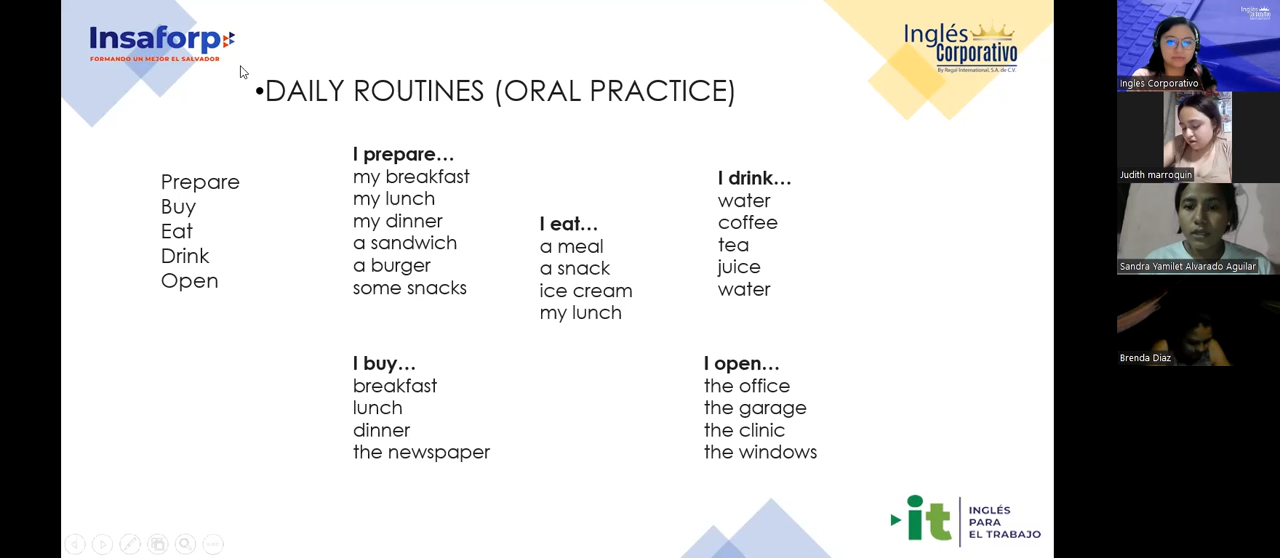 Insaforp
FORMANDO UN MEJOR EL SALVADOR
Inglés
Corporativo
By Regal International, S.A. de C.V.
•DAILY ROUTINES (ORAL PRACTICE)
Prepare
Buy
Eat
Drink
Open
I prepare...
my breakfast
my lunch
my dinner
a sandwich
a burger
some snacks
I eat...
a meal
a snack
ice cream
my lunch
I drink...
water
coffee
tea
juice
water
I buy...
breakfast
lunch
dinner
the newspaper
I open...
the office
the garage
the clinic
the windows
it
INGLÉS
PARA
EL TRABAJO
Ingles Corporativo
Judith marroquin
Sandra Yamilet Alvarado Aguilar
Brenda Diaz